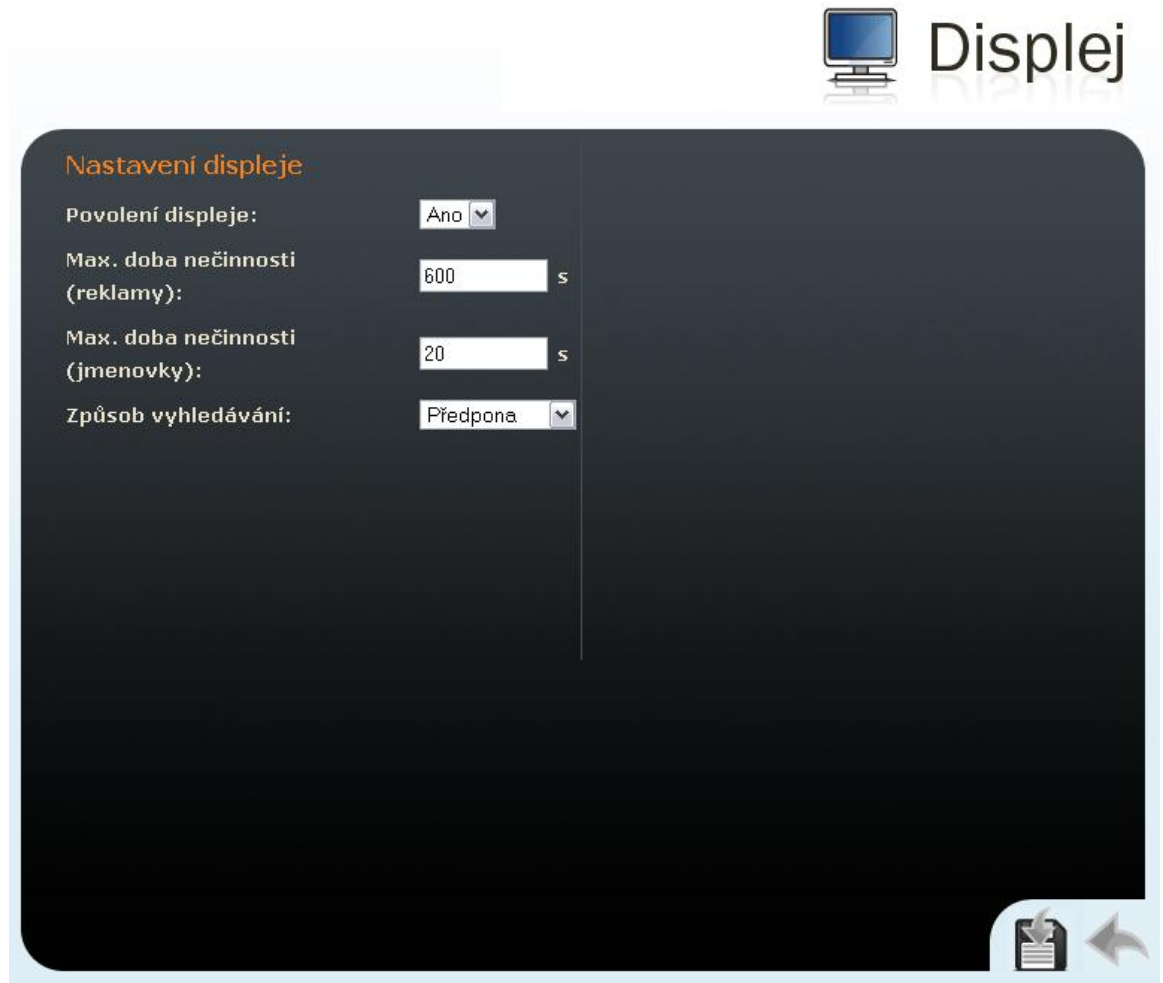 Displej
Nastavení displeje
Povolení displeje: Ano
Max. doba nečinnosti
(reklamy): 600 s
Max. doba nečinnosti
(jmenovky): 20 s
Způsob vyhledávání: Předpona